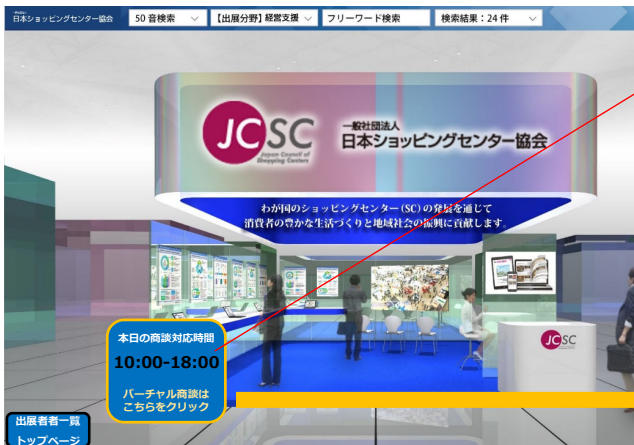 日本ショッピングセンター協会
50 音検索
【出展分野】経営支援
フリーワード検索
検索結果：24 件
JCSC
Japan Council of
Shopping Centers
一般社団法人
日本ショッピングセンター協会
わが国のショッピングセンター(SC)の発展を通じて
消費者の豊かな生活づくりと地域社会の振興に貢献します。
JCSC
本日の商談対応時間
10:00-18:00
バーチャル商談は
こちらをクリック
出展者者一覧
トップページ